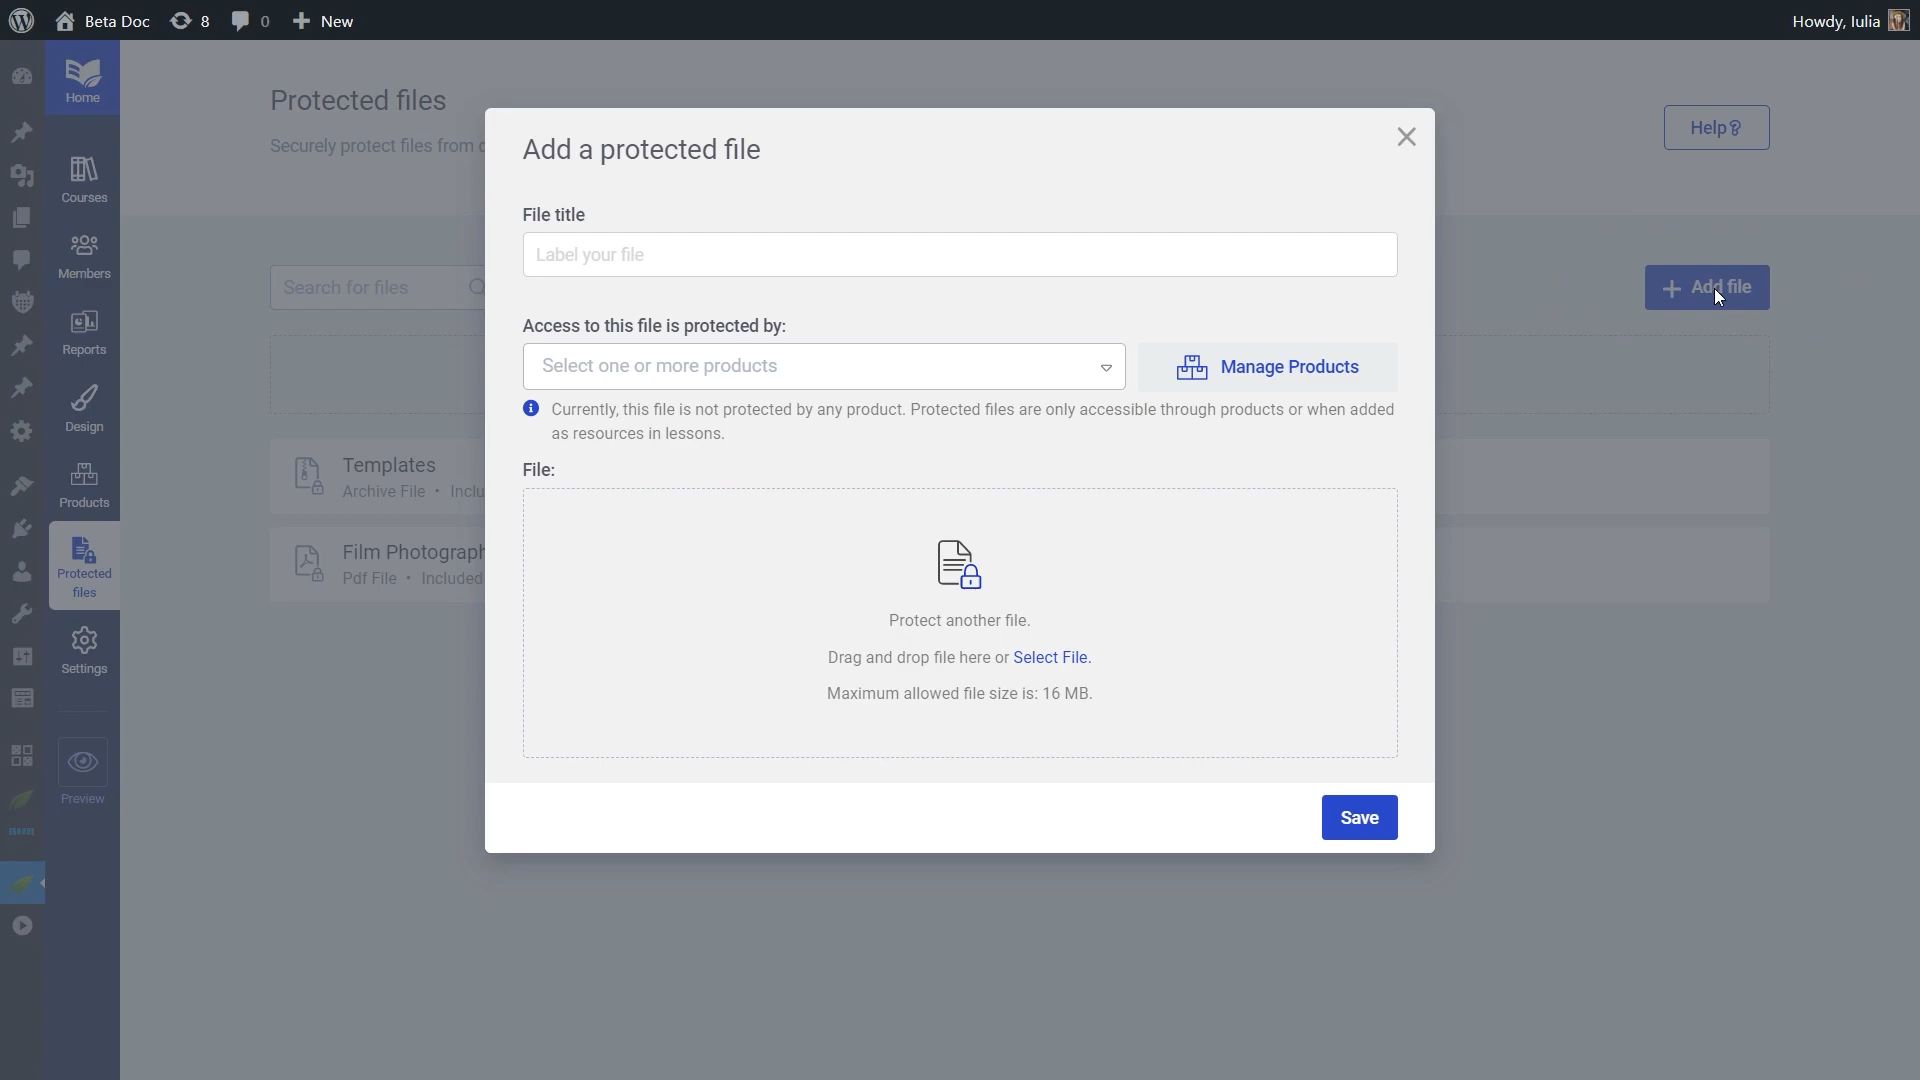 Beta Doc
8
0
New
Howdy, Iulia
Home
Courses
Members
Reports
Design
Products
Protected
files
Settings
Preview
Protected files
Securely protect files from
Help
Search for files
Add file
Templates
Archive File •
Film
Pdf File • Included
Add a protected file
File title
Label your file
Access to this file is protected by:
Select one or more products
Manage Products
Currently, this file is not protected by any product. Protected files are only accessible through products or when added
as resources in lessons.
File:
Protect another file.
Drag and drop file here or Select File.
Maximum allowed file size is: 16 MB.
Save